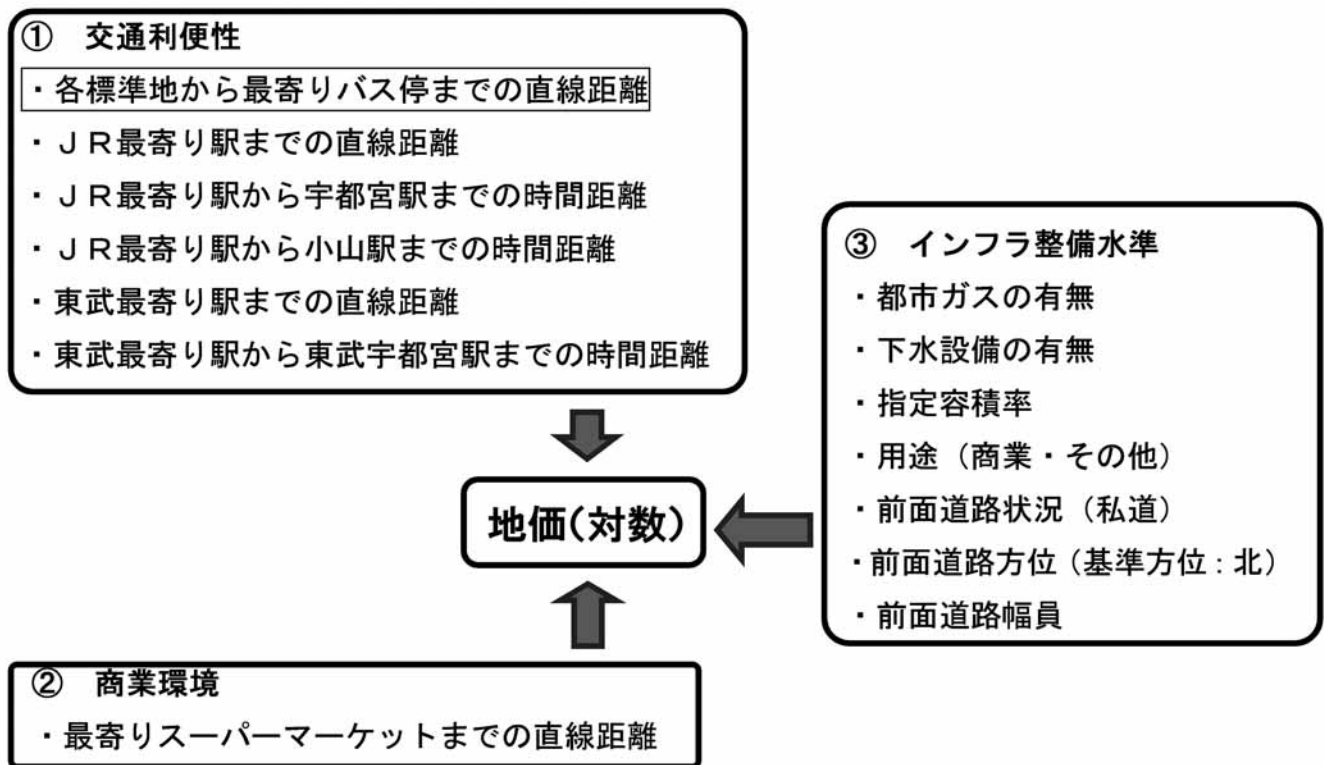 ① 交通利便性
・各標準地から最寄りバス停までの直線距離
・ＪＲ最寄り駅までの直線距離
・ＪＲ最寄り駅から宇都宮駅までの時間距離
・ＪＲ最寄り駅から小山駅までの時間距離
・東武最寄り駅までの直線距離
・東武最寄り駅から東武宇都宮駅までの時間距離
地価(対数)
② 商業環境
・最寄りスーパーマーケットまでの直線距離
③ インフラ整備水準
・都市ガスの有無
・下水設備の有無
・指定容積率
・用途（商業・その他）
・前面道路状況（私道）
・前面道路方位（基準方位：北）
・前面道路幅員